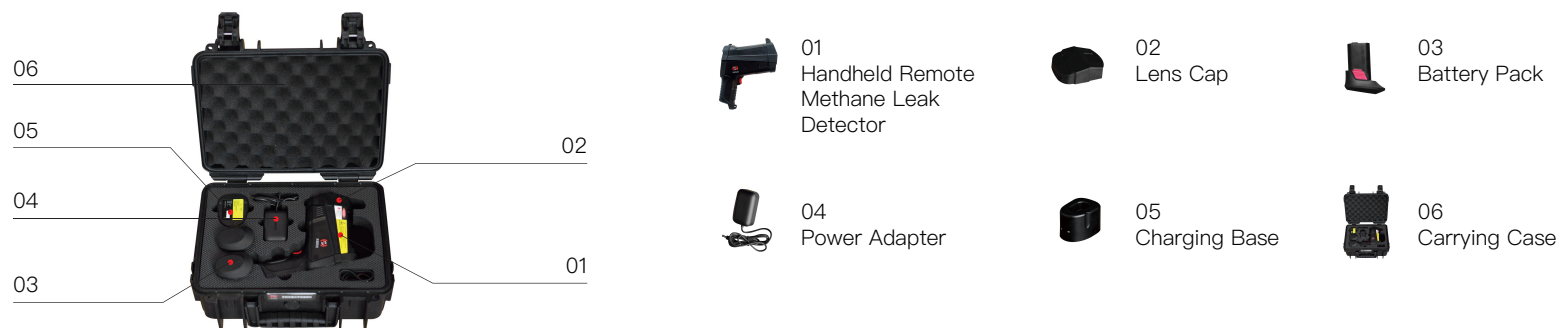 06
05
04
03
02
01
01
Handheld Remote
Methane Leak
Detector
02
Lens Cap
03
Battery Pack
04
Power Adapter
05
Charging Base
06
Carrying Case